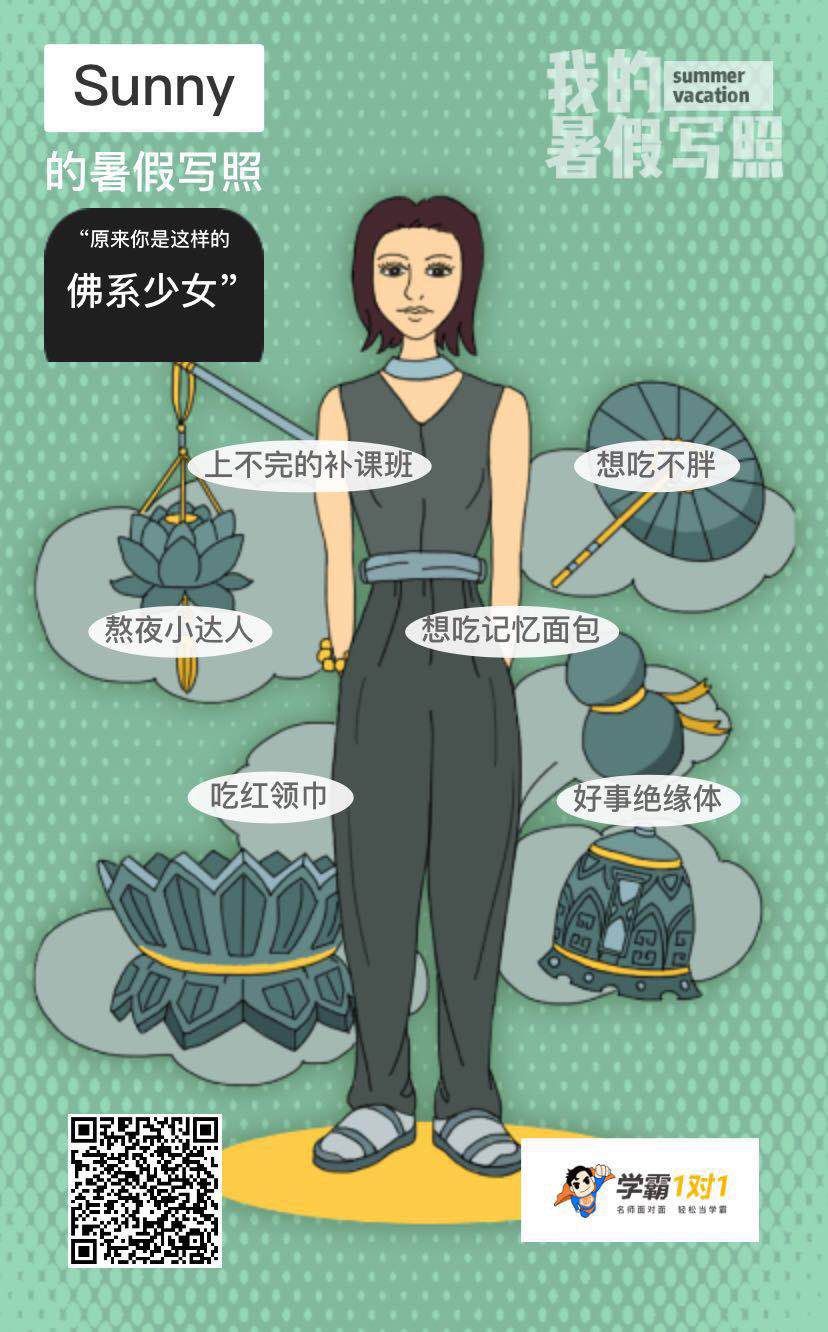 Sunny
的暑假写照
“原来你是这样的
佛系少女”
我的
summer
vacation
暑假写照
上不完的补课班
想吃不胖
熬夜小达人
想吃记忆面包
吃红领巾
好事绝缘体
学霸1对1
名师面对面 轻松当学霸